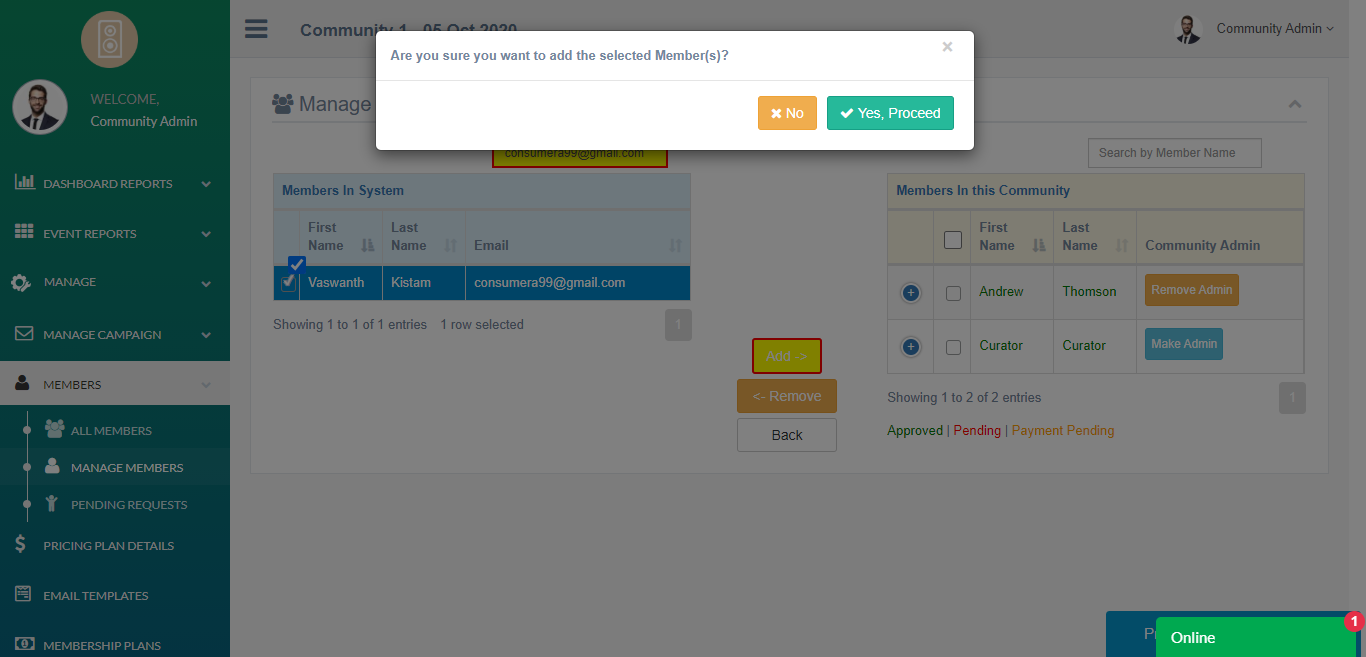 WELCOME,
Community Admin
DASHBOARD REPORTS
EVENT REPORTS
MANAGE
MANAGE CAMPAIGN
MEMBERS
ALL MEMBERS
MANAGE MEMBERS
PENDING REQUESTS
PRICING PLAN DETAILS
EMAIL TEMPLATES
MEMBERSHIP PLANS
Community 1 - 05 Oct 2020
Community Admin
Are you sure you want to add the selected Member(s)?
×
No
Yes, Proceed
Manage
consumera99@gmail.com
Search by Member Name
Members In System
First Name Last Name Email
Vaswanth Kistam consumera99@gmail.com
Showing 1 to 1 of 1 entries 1 row selected
1
Add ->
<- Remove
Back
Members In this Community
First Name Last Name Community Admin
Andrew Thomson Remove Admin
Curator Curator Make Admin
Showing 1 to 2 of 2 entries
1
Approved | Pending | Payment Pending
Online
1